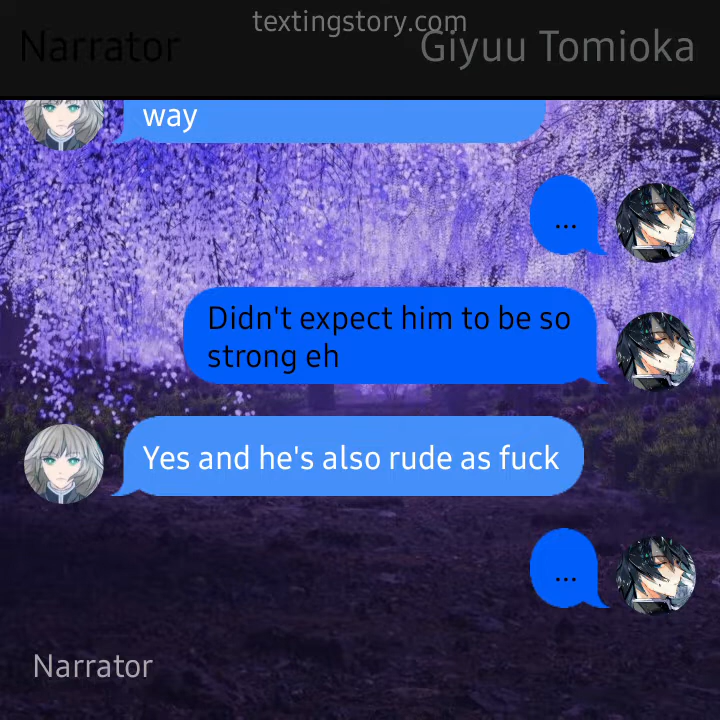 textingstory.com
Narrator
Giyuu Tomioka
way
...
Didn't expect him to be so
strong eh
Yes and he's also rude as fuck
...
Narrator